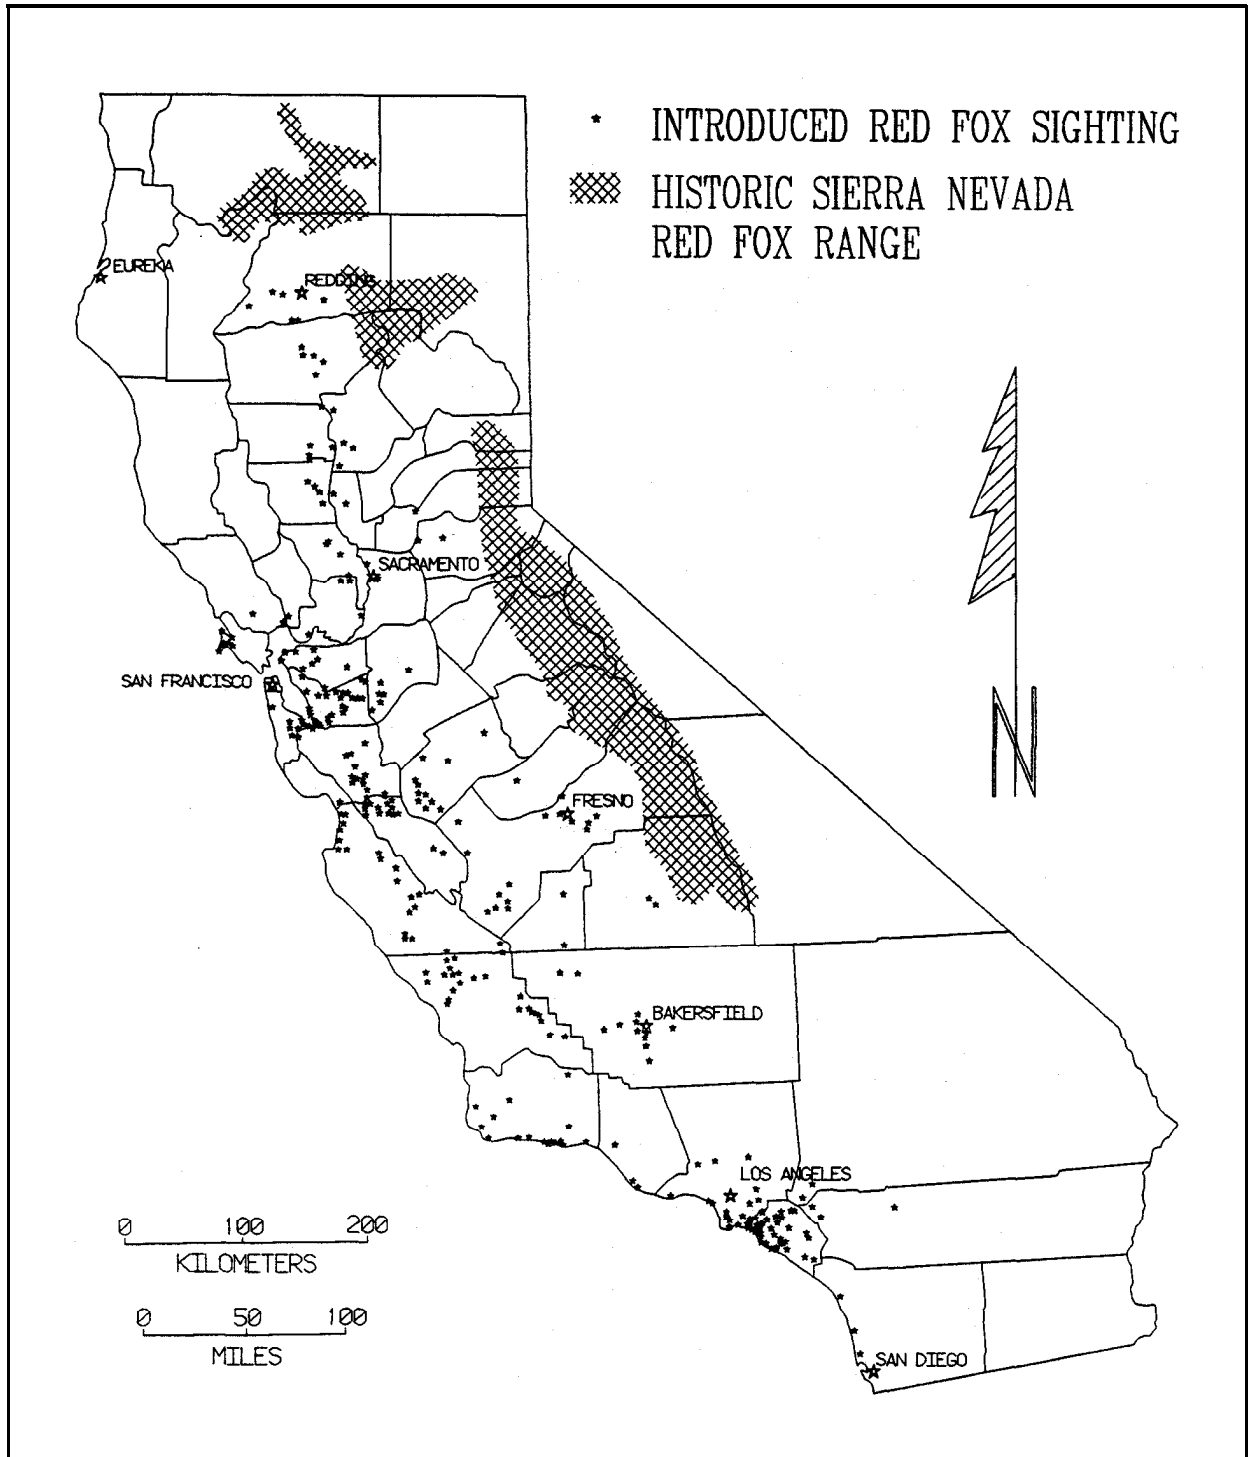 INTRODUCED RED FOX SIGHTING
HISTORIC SIERRA NEVADA
RED FOX RANGE
EUREKA
REDDING
SACRAMENTO
SAN FRANCISCO
FRESNO
BAKERSFIELD
LOS ANGELES
SAN DIEGO
N
0 100 200
KILOMETERS
0 50 100
MILES